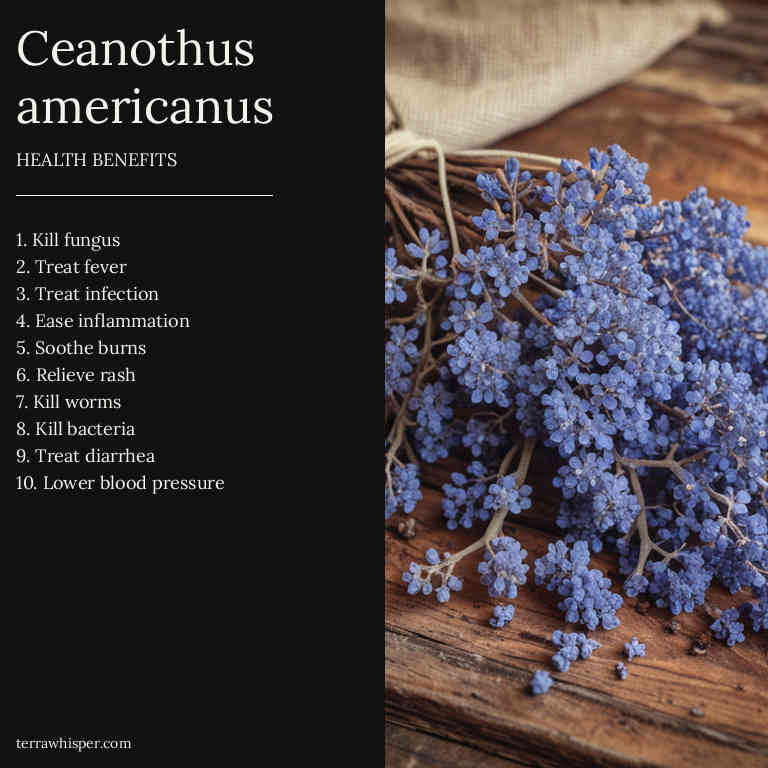 Ceanothus
americanus
HEALTH BENEFITS
1. Kill fungus
2. Treat fever
3. Treat infection
4. Ease inflammation
5. Soothe burns
6. Relieve rash
7. Kill worms
8. Kill bacteria
9. Treat diarrhea
10. Lower blood pressure
terrawhisper.com